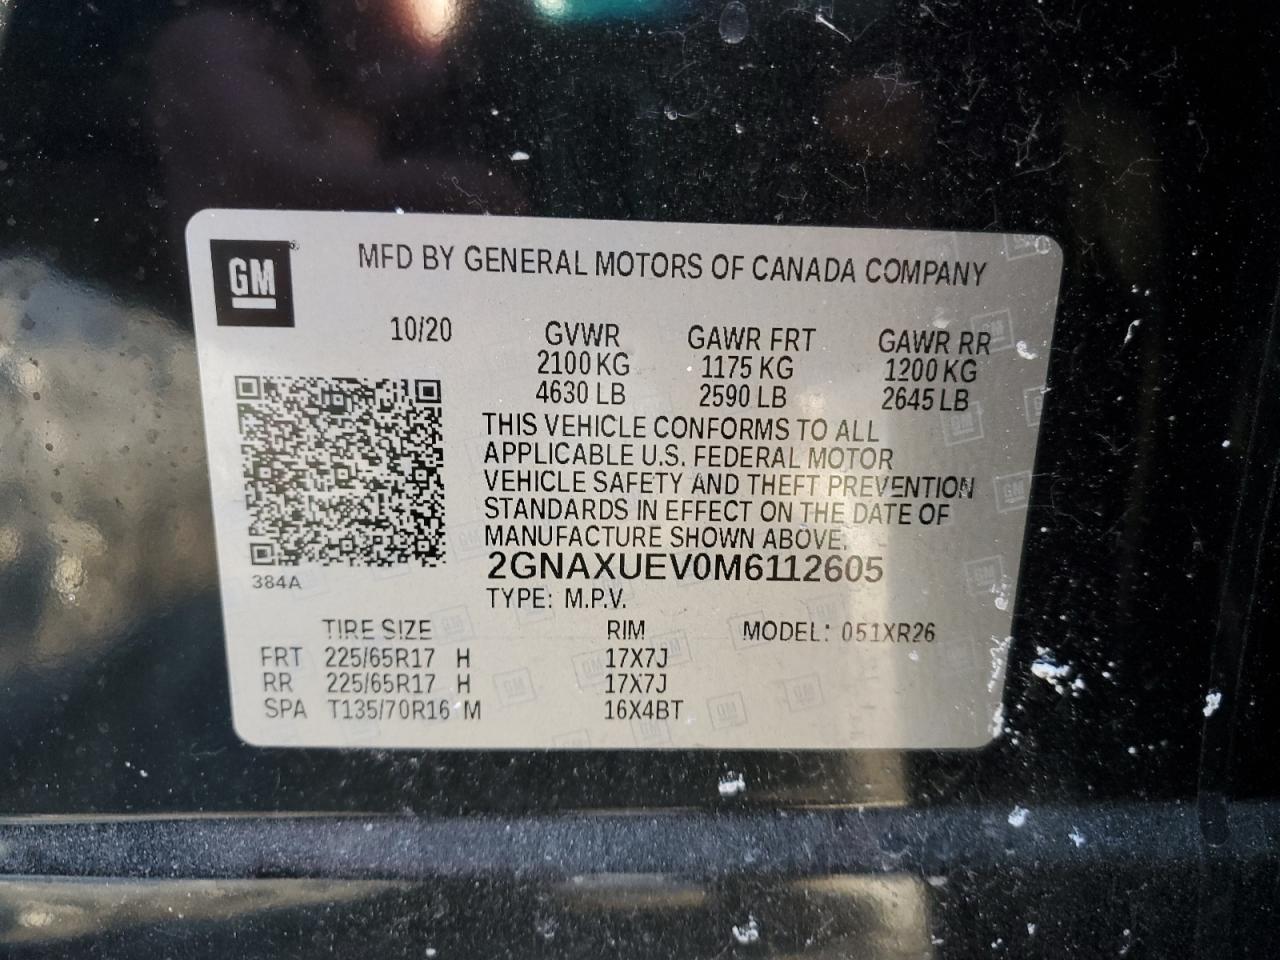 GM
MFD BY GENERAL MOTORS OF CANADA COMPANY
10/20 GVWR GAWR FRT GAWR RR
2100 KG 1175 KG 1200 KG
4630 LB 2590 LB 2645 LB
THIS VEHICLE CONFORMS TO ALL
APPLICABLE U.S. FEDERAL MOTOR
VEHICLE SAFETY AND THEFT PREVENTION
STANDARDS IN EFFECT ON THE DATE OF
MANUFACTURE SHOWN ABOVE.
384A
2GNAXUEV0M6112605
TYPE: M.P.V.
TIRE SIZE RIM MODEL: 051XR26
FRT 225/65R17 H 17X7J
RR 225/65R17 H 17X7J
SPA T135/70R16 M 16X4BT